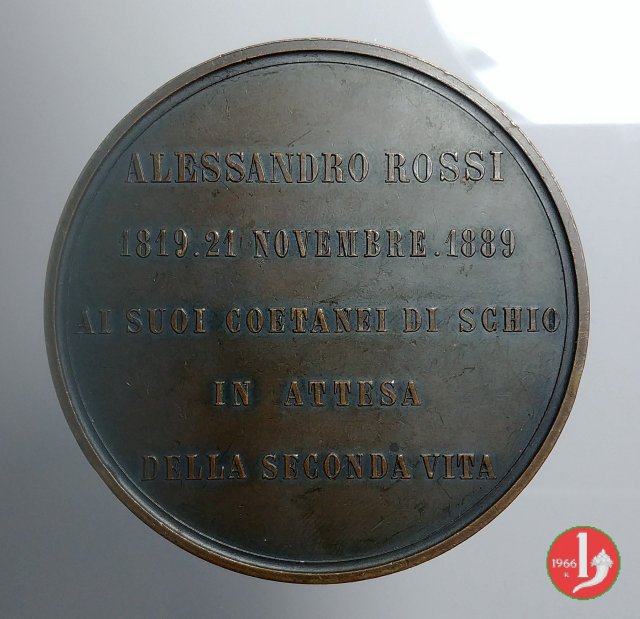 ALESSANDRO ROSSI
1819.21 NOVEMBRE.1889
AI SUOI COETANEI DI SCHIO
IN ATTESA
DELLA SECONDA VITA
1966
K